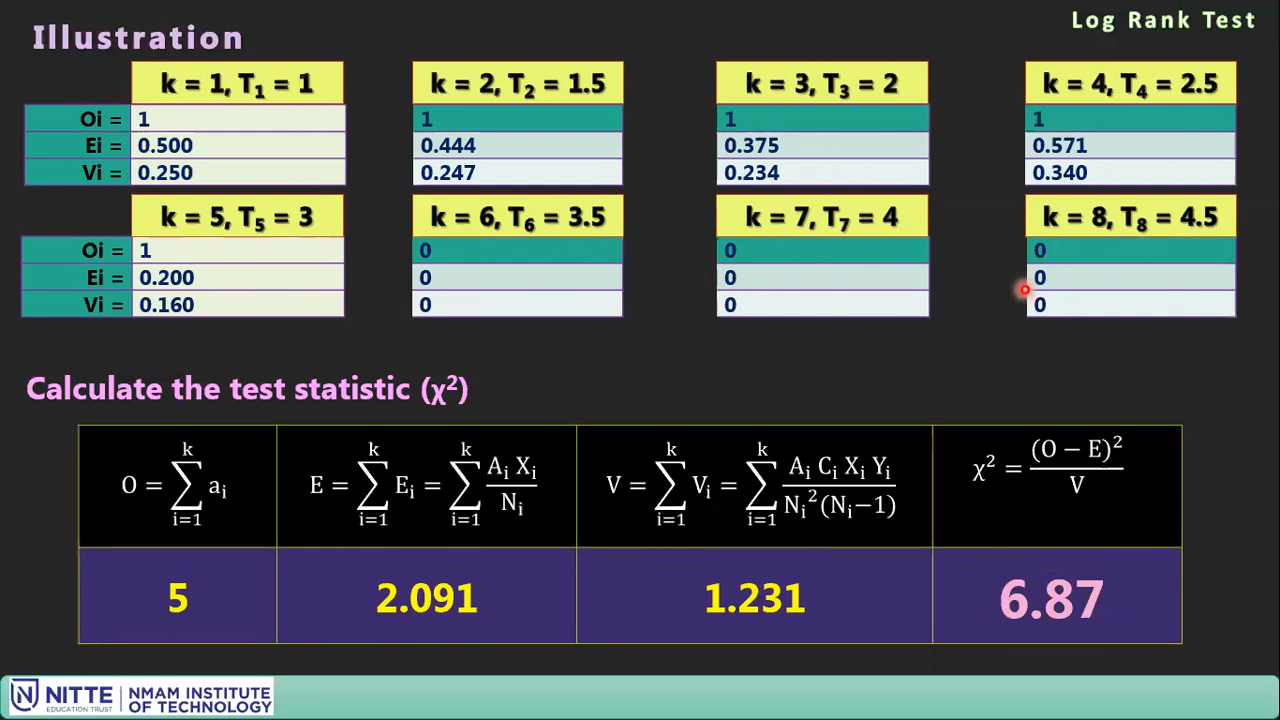 Log Rank Test
Illustration
k = 1, T₁ = 1
Oi = 1
Ei = 0.500
Vi = 0.250
k = 2, T₂ = 1.5
1
0.444
0.247
k = 3, T₃ = 2
1
0.375
0.234
k = 4, T₄ = 2.5
1
0.571
0.340
k = 5, T₅ = 3
Oi = 1
Ei = 0.200
Vi = 0.160
k = 6, T₆ = 3.5
0
0
0
k = 7, T₇ = 4
0
0
0
k = 8, T₈ = 4.5
0
0
0
Calculate the test statistic (χ²)
O = ∑ᵢ₌₁ᵏ aᵢ
E = ∑ᵢ₌₁ᵏ Eᵢ = ∑ᵢ₌₁ᵏ Aᵢ Xᵢ / Nᵢ
V = ∑ᵢ₌₁ᵏ Vᵢ = ∑ᵢ₌₁ᵏ Aᵢ Cᵢ Xᵢ Yᵢ / Nᵢ²(Nᵢ−1)
χ² = (O − E)² / V
5
2.091
1.231
6.87
NITTE
EDUCATION TRUST
NMAM INSTITUTE
OF TECHNOLOGY